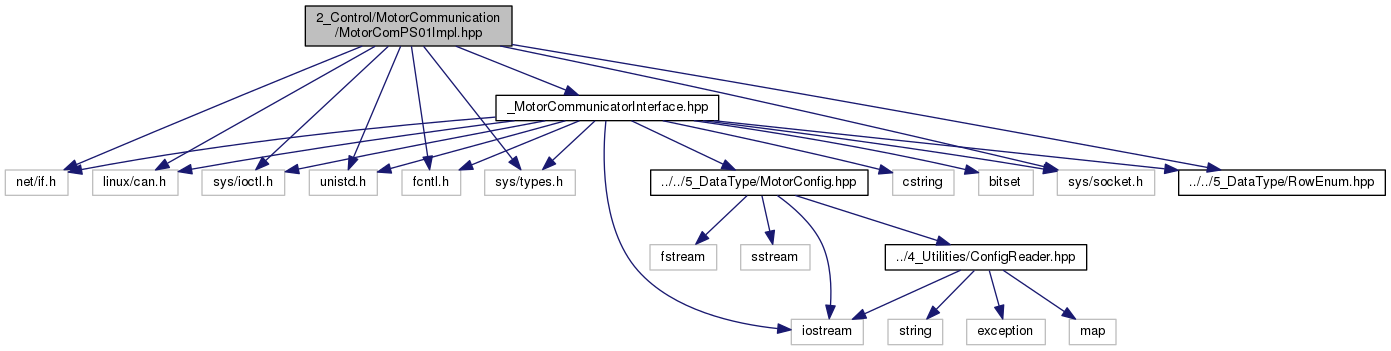 2_Control/MotorCommunication
/MotorComPS01Impl.hpp
_MotorCommunicatorInterface.hpp
net/if.h
linux/can.h
sys/ioctl.h
unistd.h
fcntl.h
sys/types.h
../../5_DataType/MotorConfig.hpp
cstring
bitset
sys/socket.h
../../5_DataType/RowEnum.hpp
fstream
sstream
../4_Utilities/ConfigReader.hpp
iostream
string
exception
map